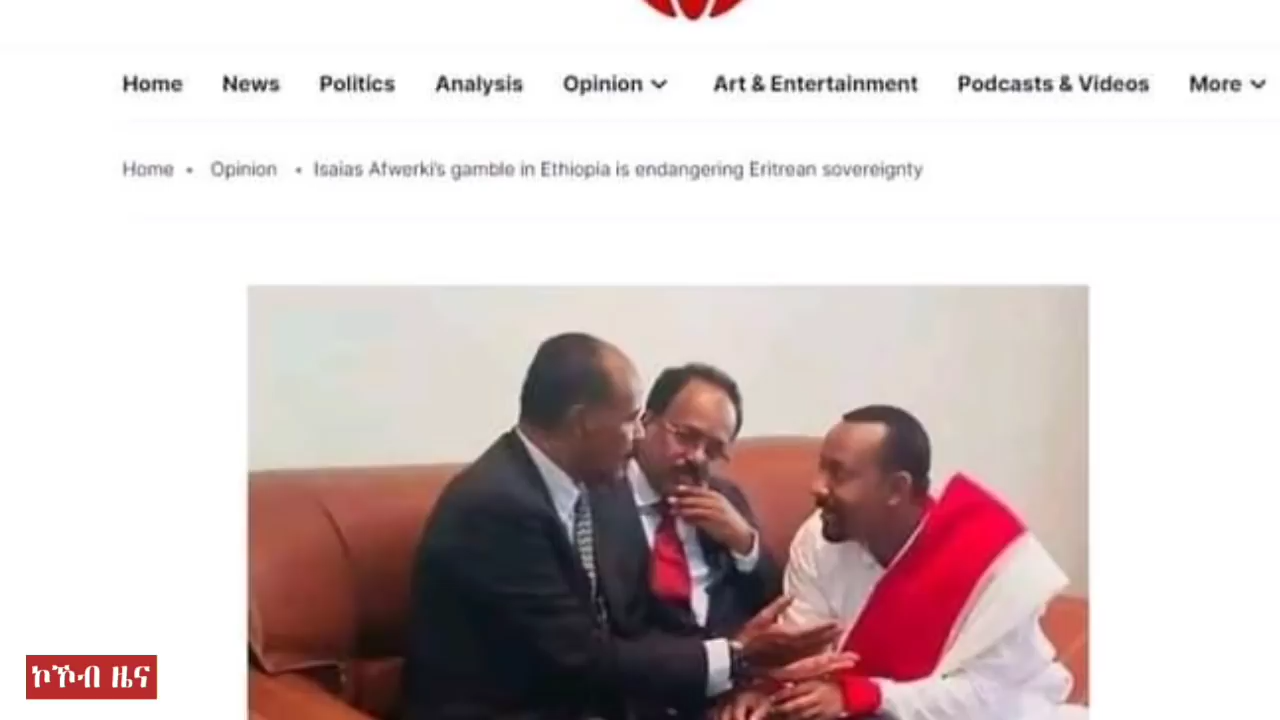 Home News Politics Analysis Opinion Art & Entertainment Podcasts & Videos More
Home • Opinion • Isaias Afwerki's gamble in Ethiopia is endangering Eritrean sovereignty
ኮኾብ ዜና